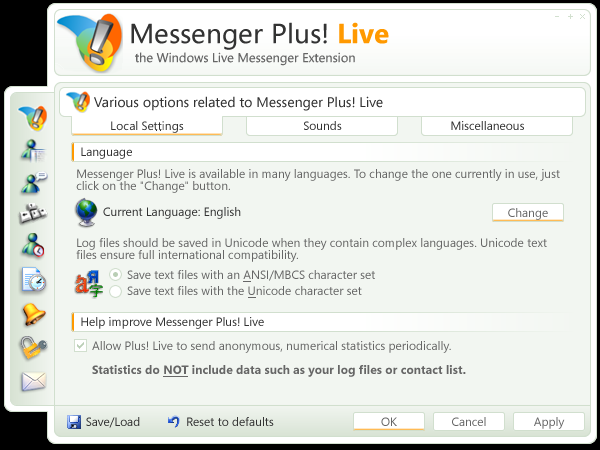 Messenger Plus! Live
the Windows Live Messenger Extension
Various options related to Messenger Plus! Live
Local Settings
Sounds
Miscellaneous
Language
Messenger Plus! Live is available in many languages. To change the one currently in use, just
click on the "Change" button.
Current Language: English
Change
Log files should be saved in Unicode when they contain complex languages. Unicode text
files ensure full international compatibility.
Save text files with an ANSI/MBCS character set
Save text files with the Unicode character set
Help improve Messenger Plus! Live
Allow Plus! Live to send anonymous, numerical statistics periodically.
Statistics do NOT include data such as your log files or contact list.
Save/Load
Reset to defaults
OK
Cancel
Apply